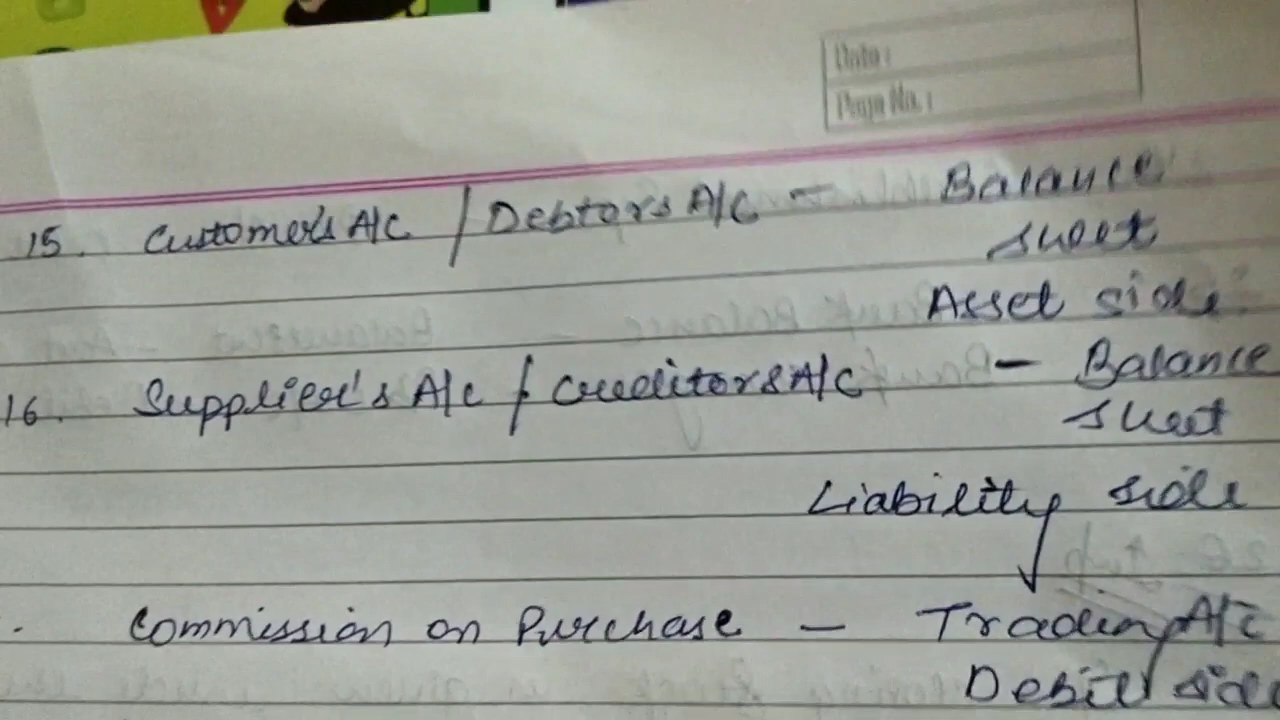 Date :
Page No. :
15. Customer's A/c / Debtors A/c - Balance
sheet
Asset side
16. Supplier's A/c / Creditors A/c - Balance
sheet
Liability side
. Commission on Purchase - Trading A/c
Debit side